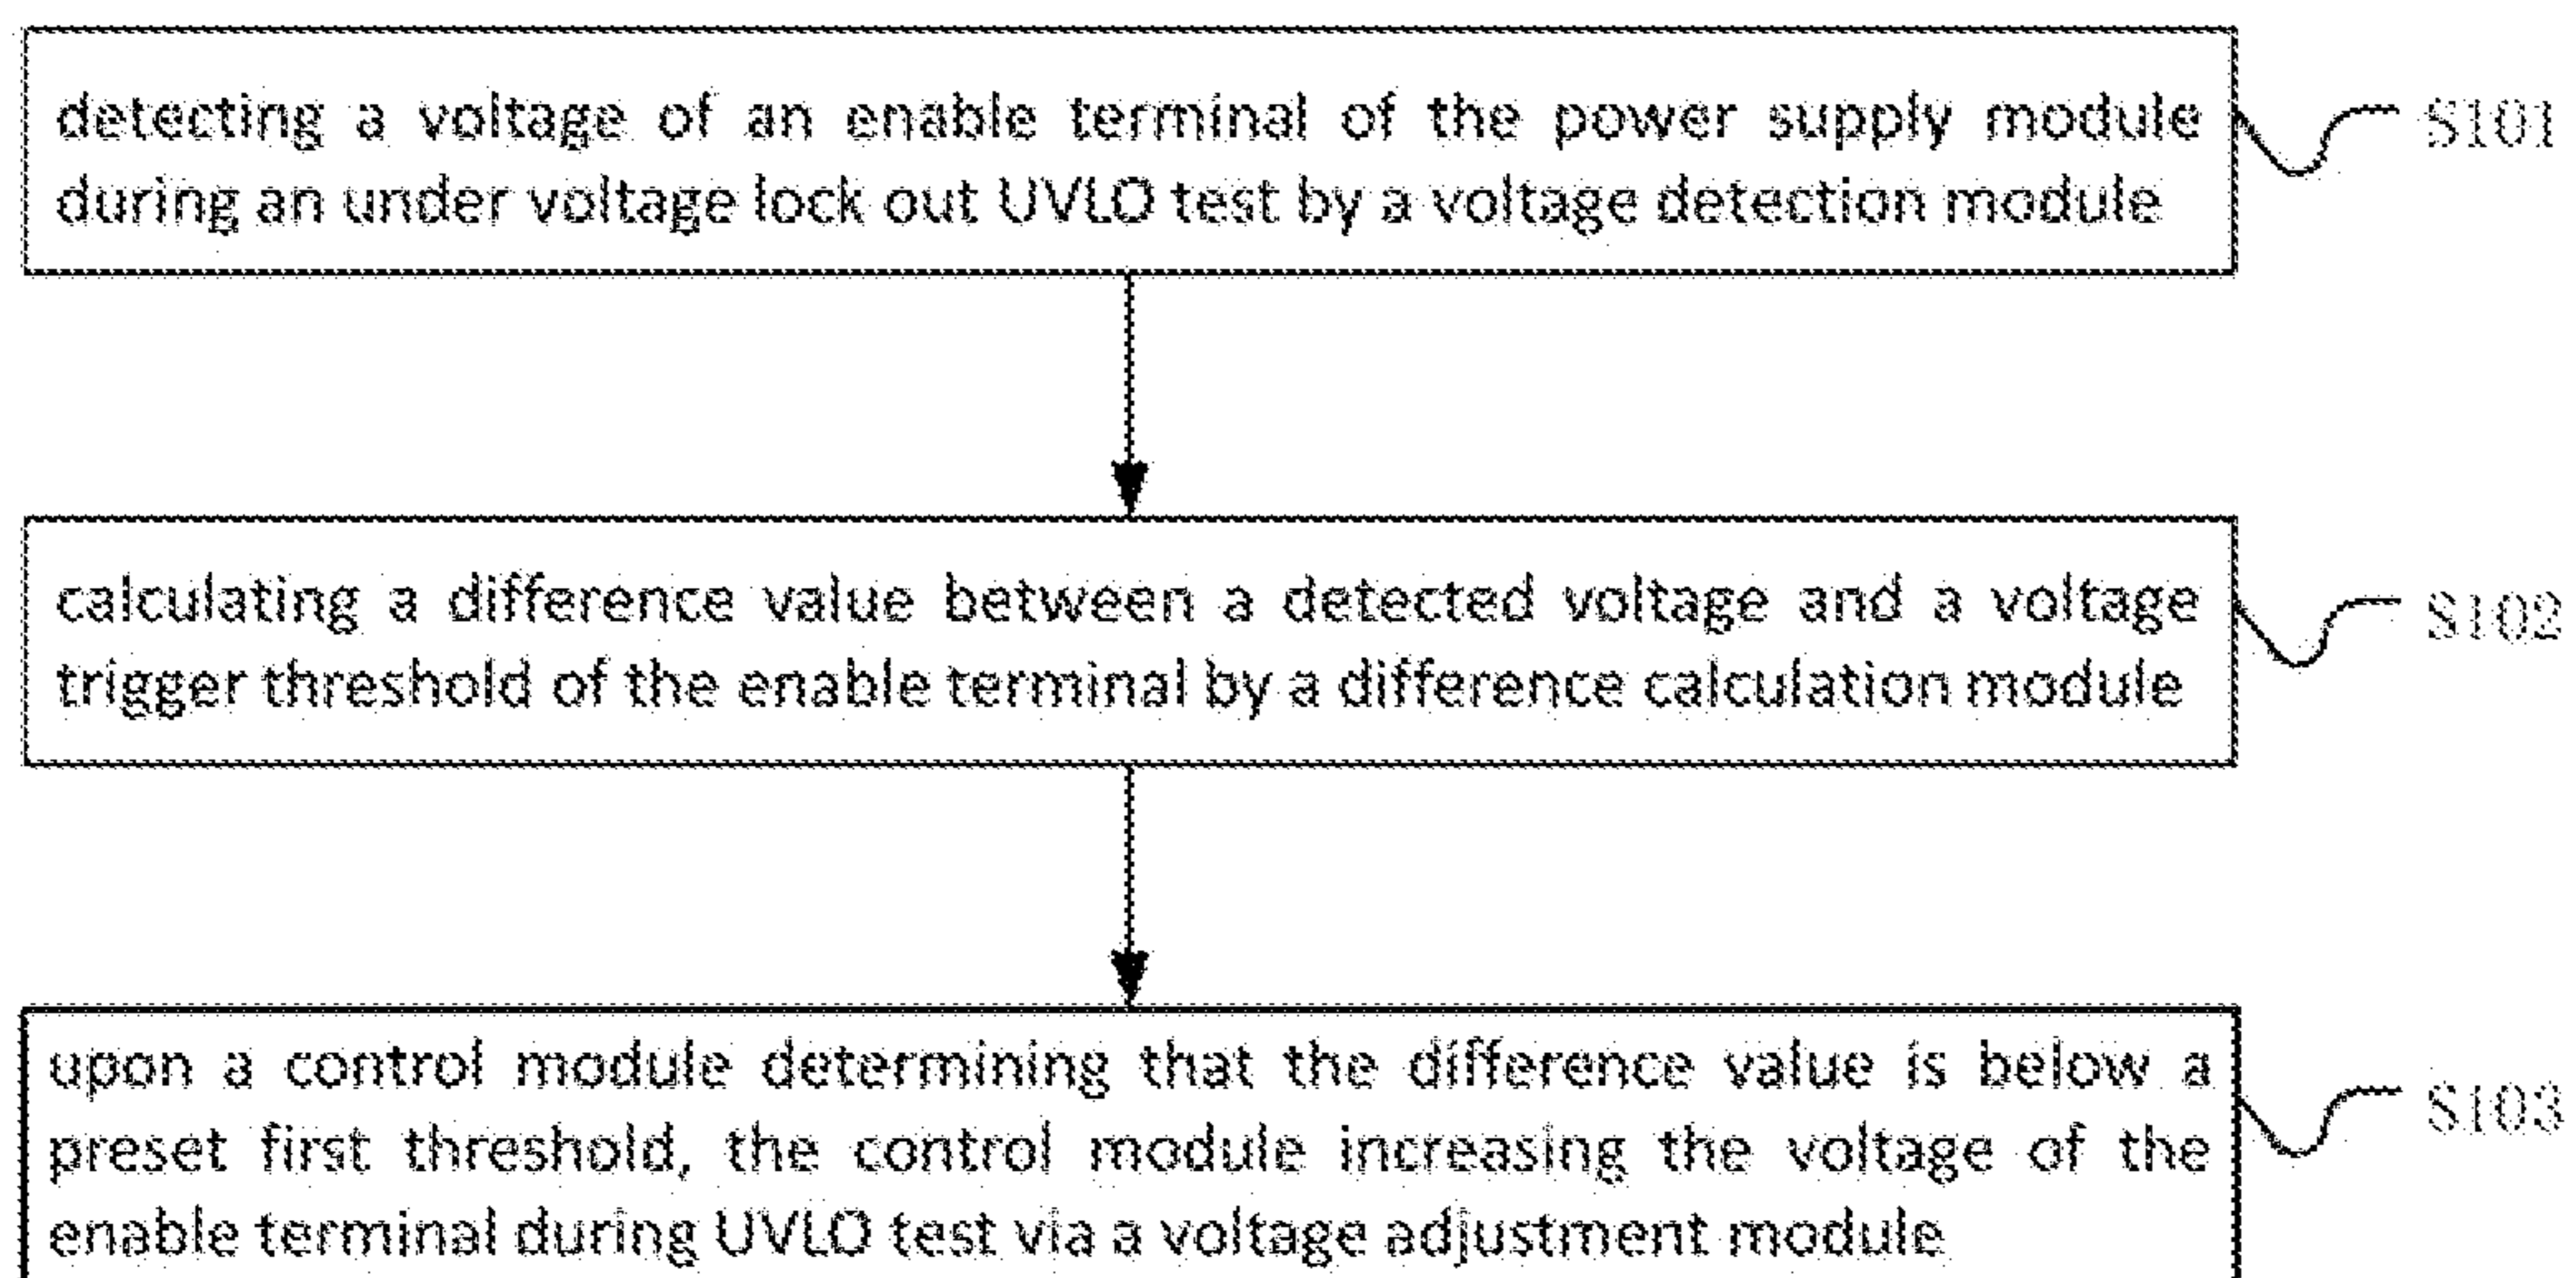 detecting a voltage of an enable terminal of the power supply module
during an under voltage lock out UVLO test by a voltage detection module
S101
calculating a difference value between a detected voltage and a voltage
trigger threshold of the enable terminal by a difference calculation module
S102
upon a control module determining that the difference value is below a
preset first threshold, the control module increasing the voltage of the
enable terminal during UVLO test via a voltage adjustment module
S103